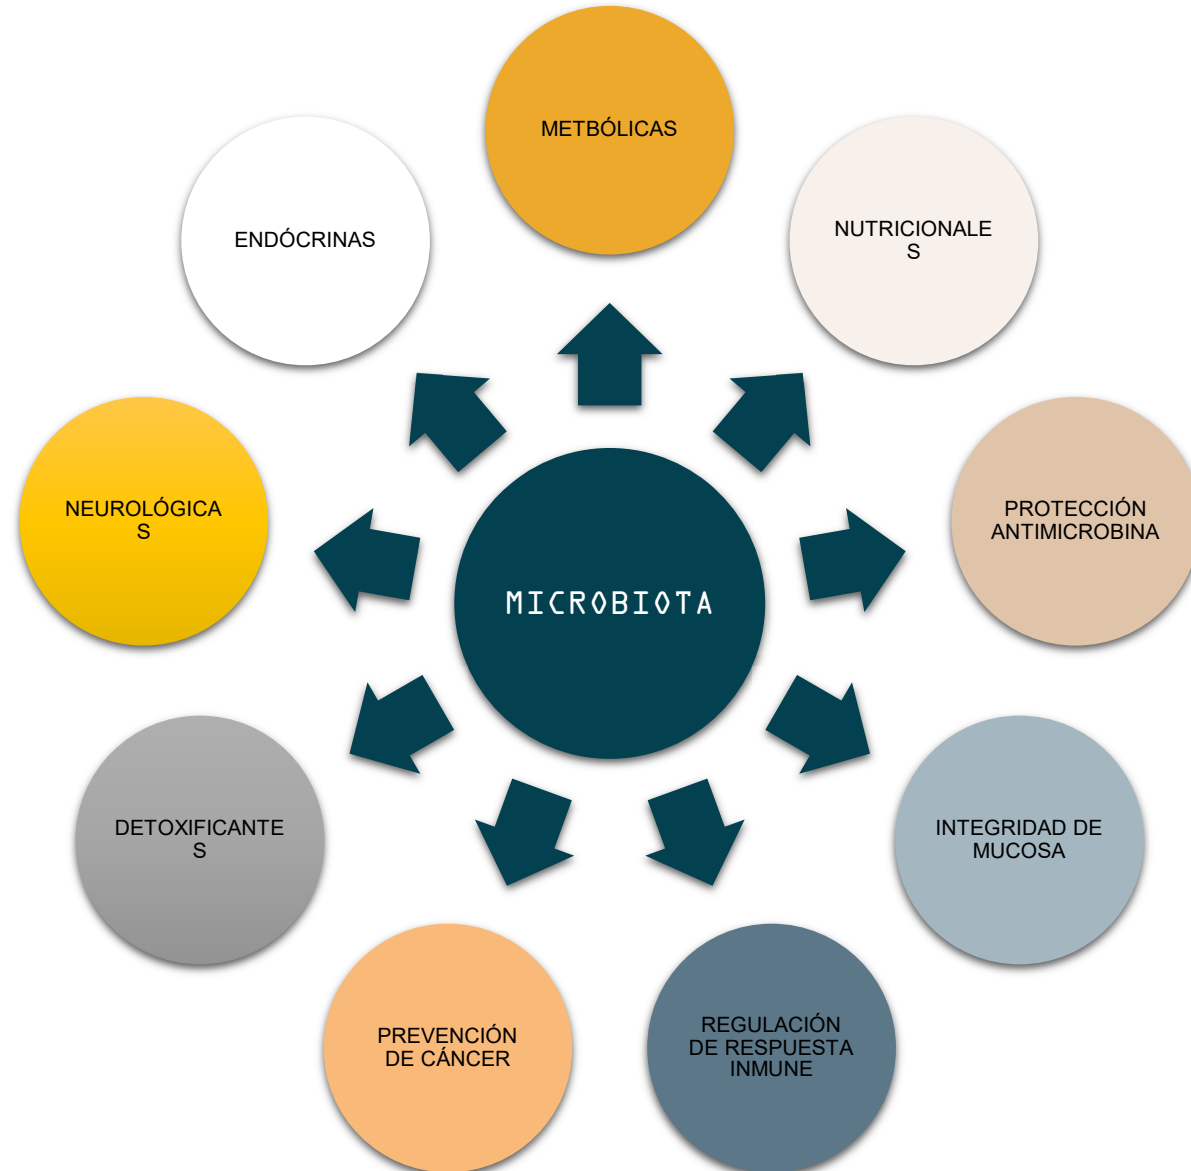 METBÓLICAS
NUTRICIONALE
S
PROTECCIÓN
ANTIMICROBINA
INTEGRIDAD DE
MUCOSA
REGULACIÓN
DE RESPUESTA
INMUNE
PREVENCIÓN
DE CÁNCER
DETOXIFICANTE
S
NEUROLÓGICA
S
ENDÓCRINAS
MICROBIOTA